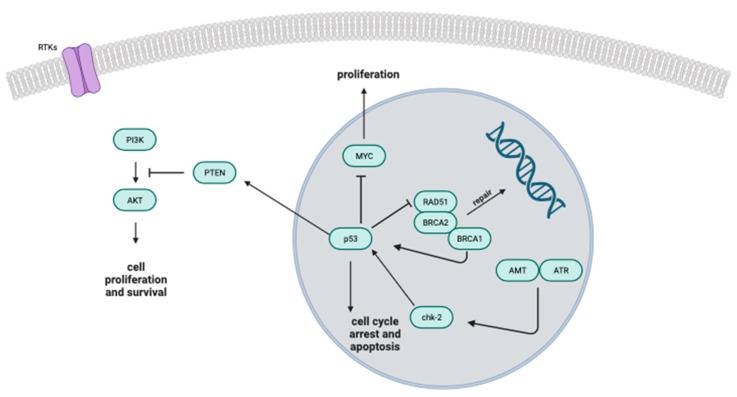 RTKs
proliferation
PI3K
MYC
PTEN
AKT
RAD51
repair
BRCA2
p53
BRCA1
cell
proliferation
and survival
AMT
ATR
chk-2
cell cycle
arrest and
apoptosis